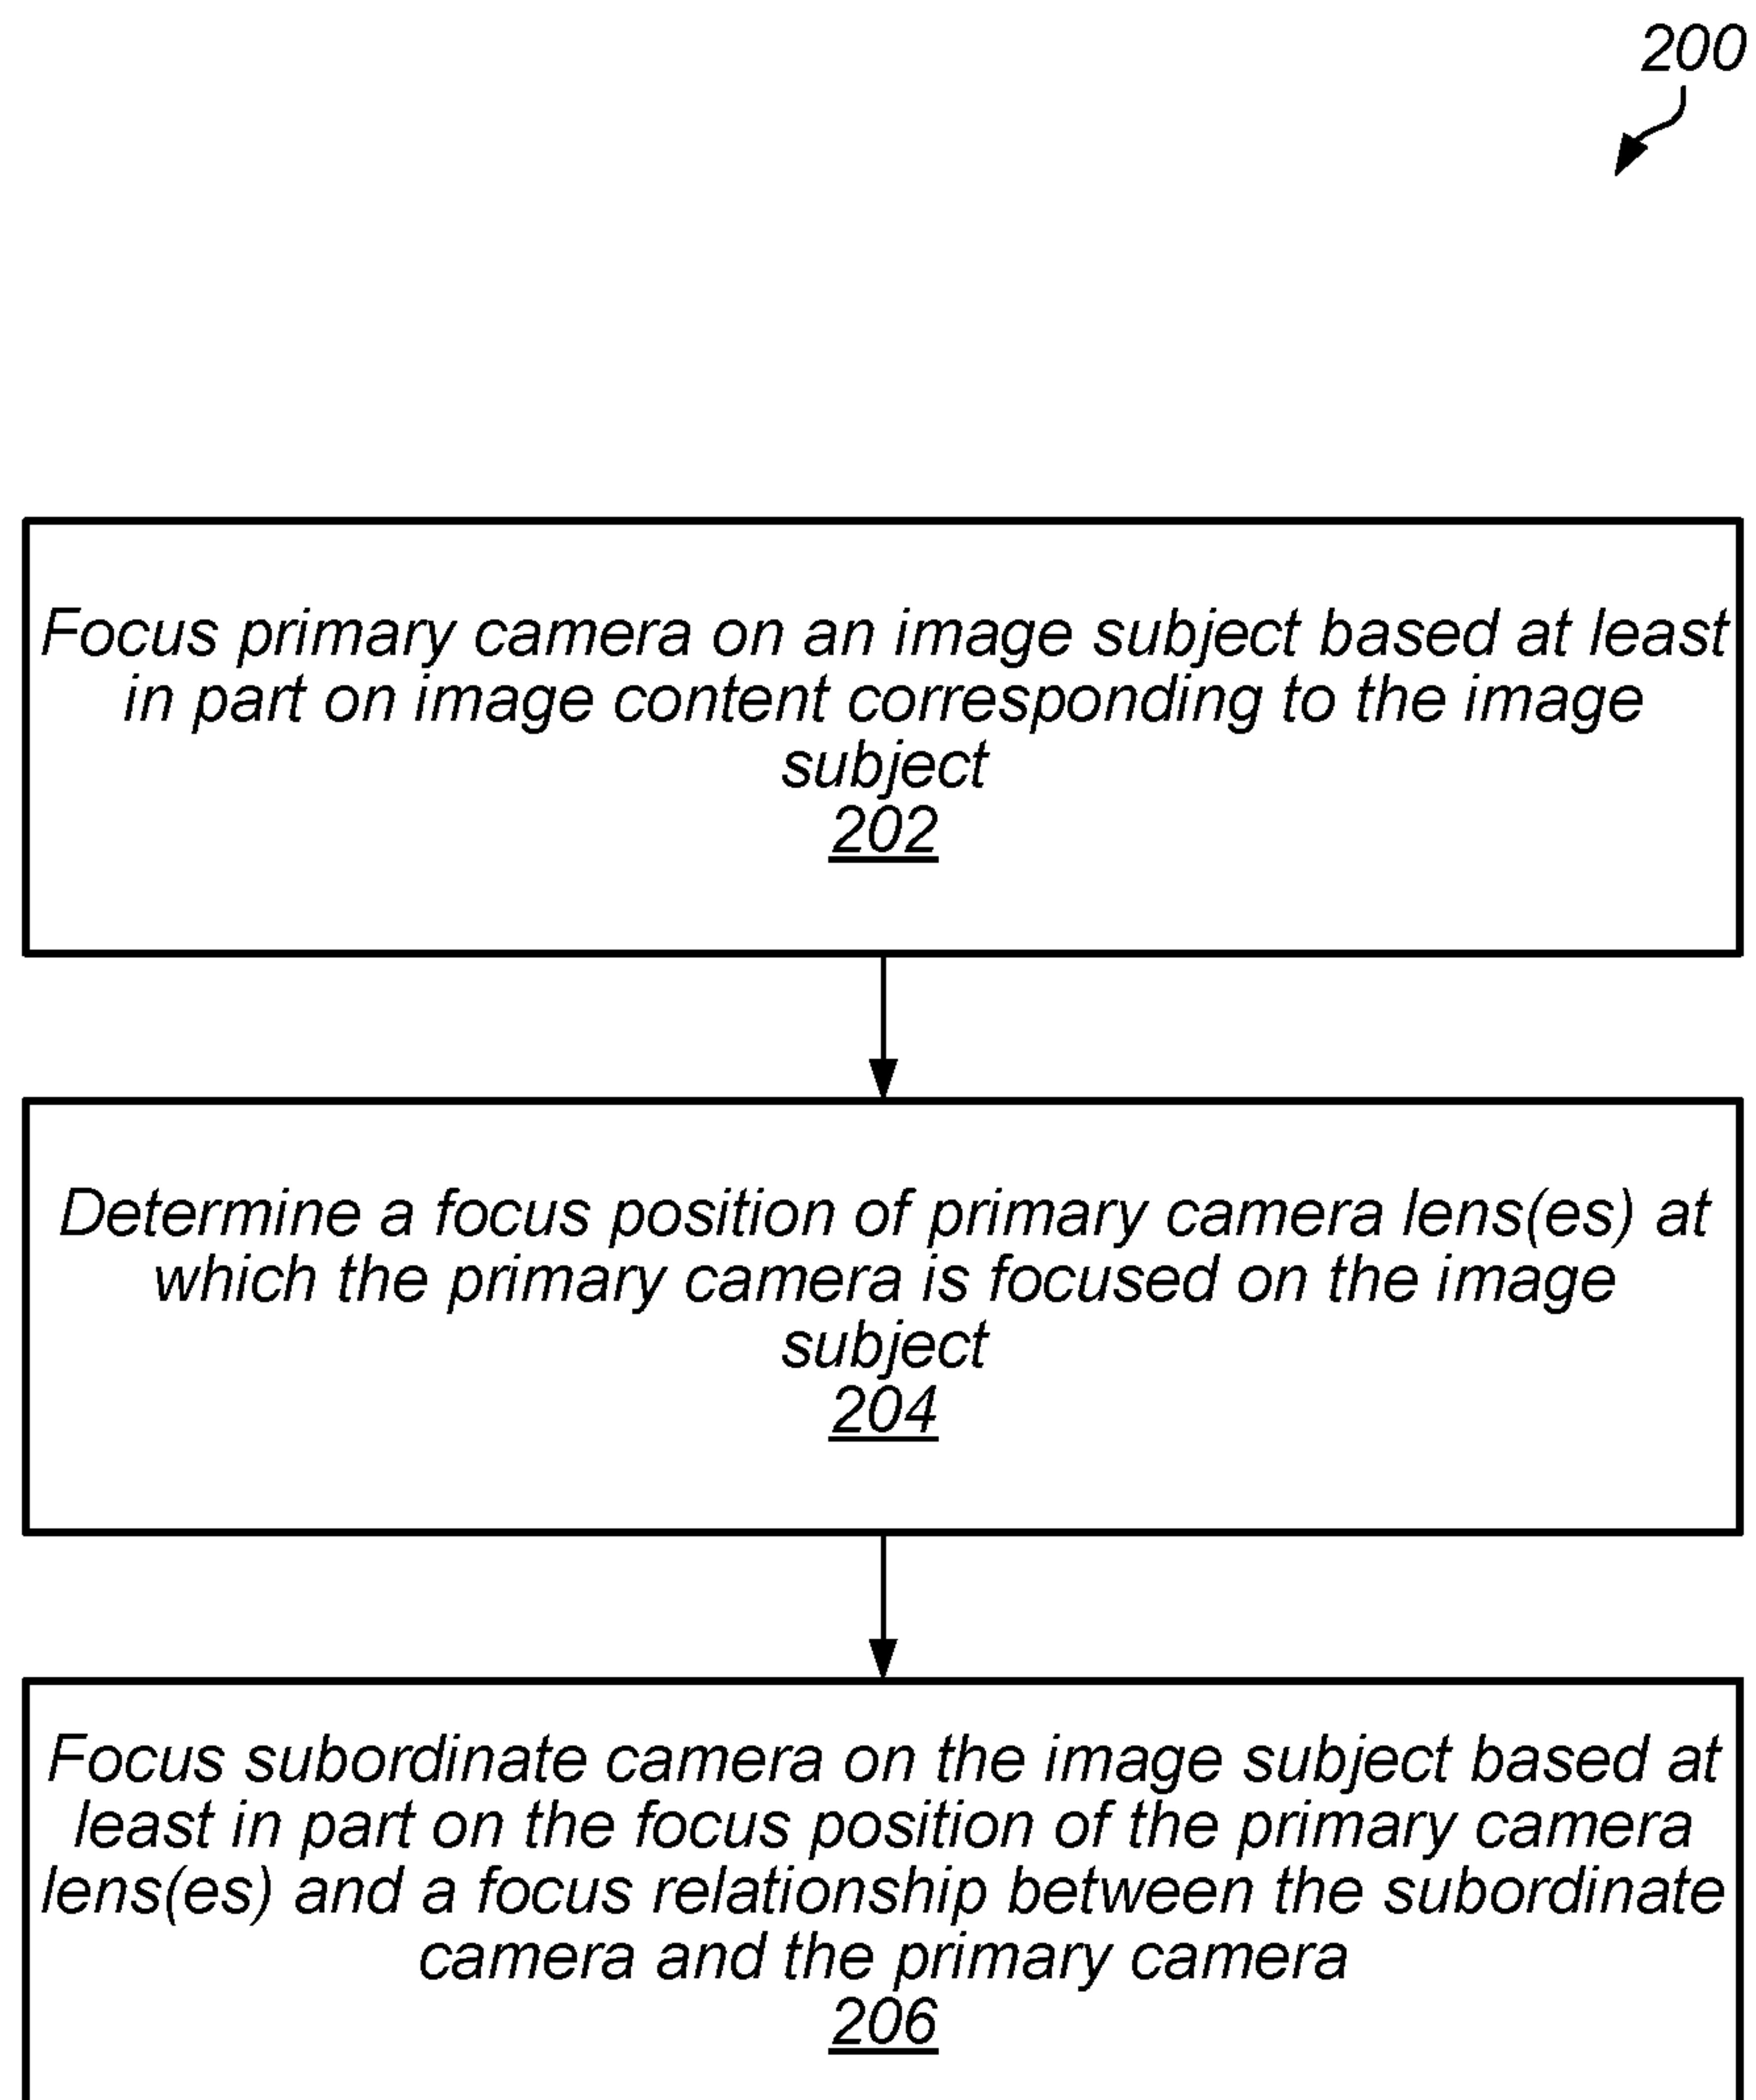 200
Focus primary camera on an image subject based at least
in part on image content corresponding to the image
subject
202
Determine a focus position of primary camera lens(es) at
which the primary camera is focused on the image
subject
204
Focus subordinate camera on the image subject based at
least in part on the focus position of the primary camera
lens(es) and a focus relationship between the subordinate
camera and the primary camera
206